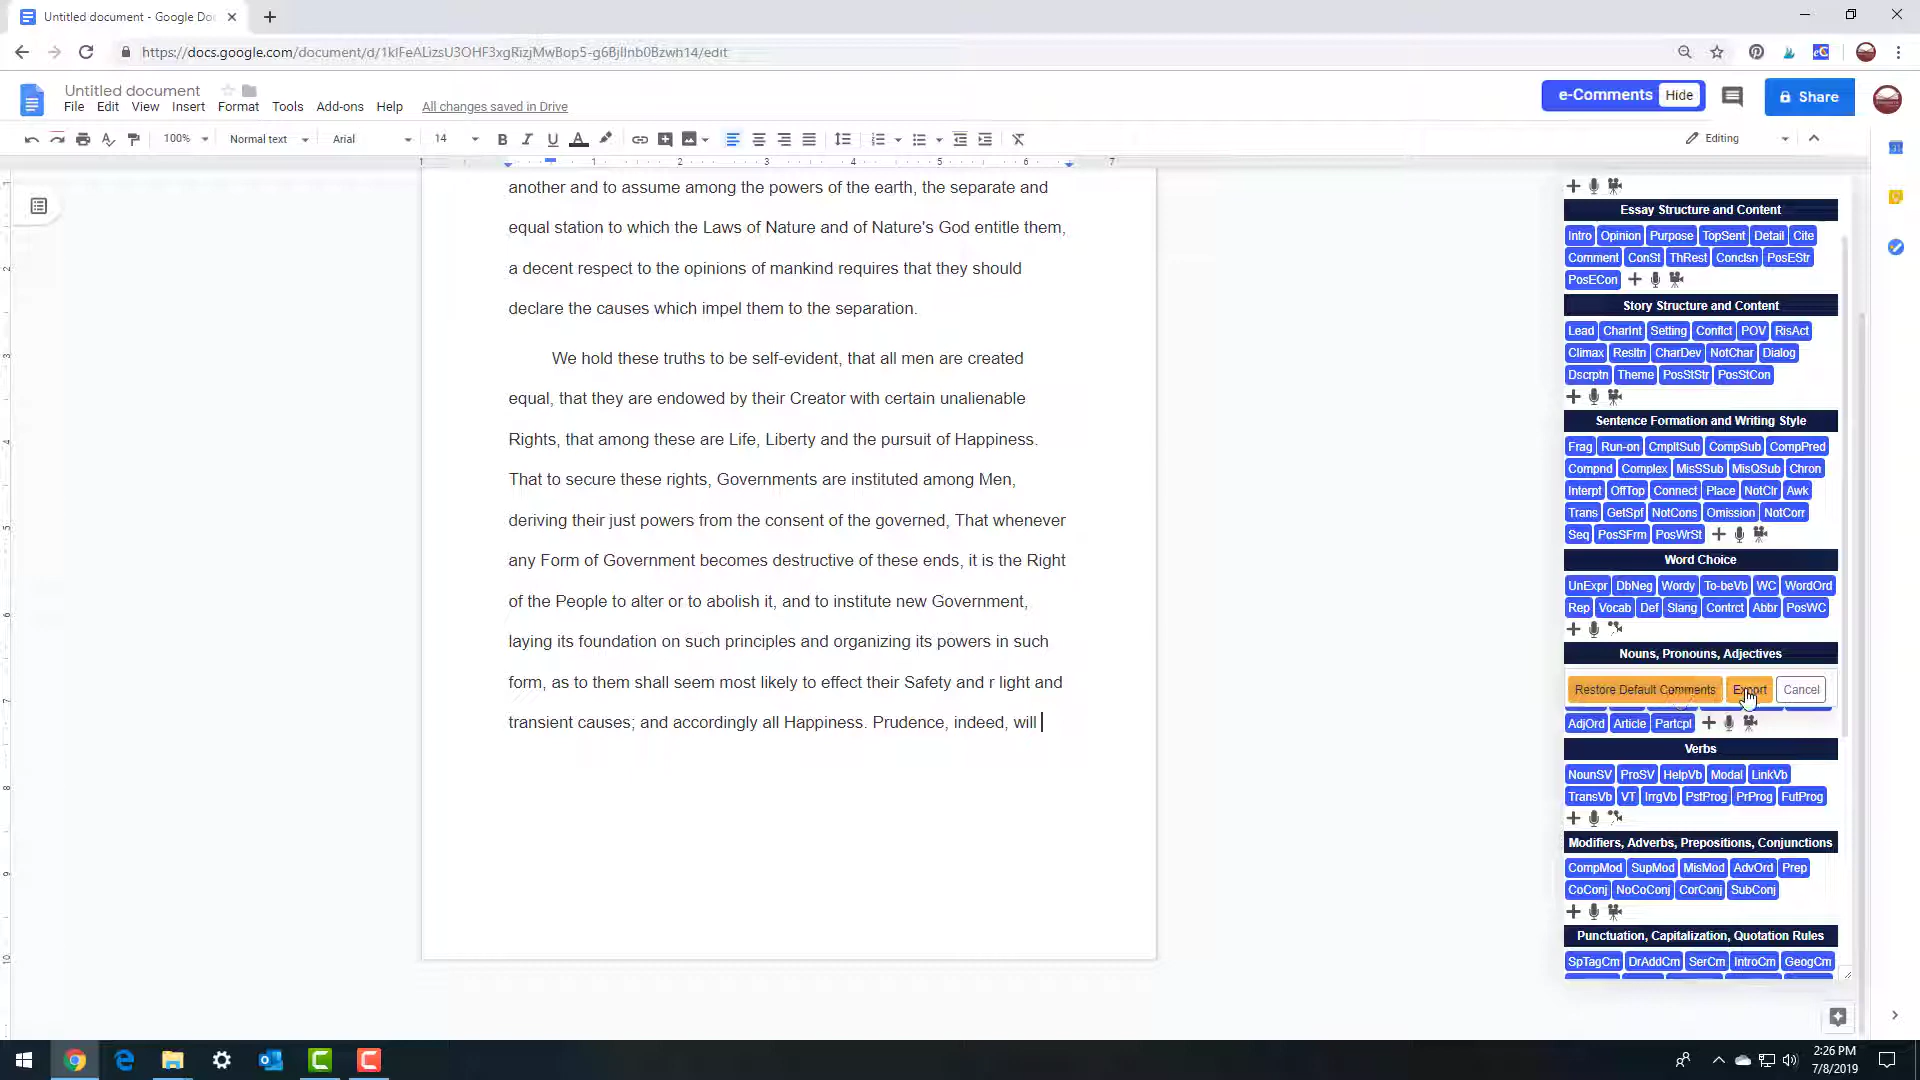 Untitled document - Google Do
https://docs.google.com/document/d/1klFeALizsU3OHF3xgRizjMwBop5-g6BjlInb0Bzwh14/edit
Untitled document
File Edit View Insert Format Tools Add-ons Help All changes saved in Drive
e-Comments Hide
Share
100% Normal text Arial 14 Editing
1 1 2 3 4 5 6 7
another and to assume among the powers of the earth, the separate and
equal station to which the Laws of Nature and of Nature's God entitle them,
a decent respect to the opinions of mankind requires that they should
declare the causes which impel them to the separation.
We hold these truths to be self-evident, that all men are created
equal, that they are endowed by their Creator with certain unalienable
Rights, that among these are Life, Liberty and the pursuit of Happiness.
That to secure these rights, Governments are instituted among Men,
deriving their just powers from the consent of the governed, That whenever
any Form of Government becomes destructive of these ends, it is the Right
of the People to alter or to abolish it, and to institute new Government,
laying its foundation on such principles and organizing its powers in such
form, as to them shall seem most likely to effect their Safety and r light and
transient causes; and accordingly all Happiness. Prudence, indeed, will
Essay Structure and Content
Intro Opinion Purpose TopSent Detail Cite
Comment ConSt ThRest Conclsn PosEStr
PosECon
Story Structure and Content
Lead CharInt Setting Conflct POV RisAct
Climax Resltn CharDev NotChar Dialog
Dscrptn Theme PosStStr PosStCon
Sentence Formation and Writing Style
Frag Run-on CmpltSub CompSub CompPred
Compnd Complex MisSSub MisQSub Chron
Interpt OffTop Connect Place NotClr Awk
Trans GetSpf NotCons Omission NotCorr
Seq PosSFrm PosWrSt
Word Choice
UnExpr DbNeg Wordy To-beVb WC WordOrd
Rep Vocab Def Slang Contrct Abbr PosWC
Nouns, Pronouns, Adjectives
Restore Default Comments Export Cancel
AdjOrd Article Partcpl
Verbs
NounSV ProSV HelpVb Modal LinkVb
TransVb VT IrrgVb PstProg PrProg FutProg
Modifiers, Adverbs, Prepositions, Conjunctions
CompMod SupMod MisMod AdvOrd Prep
CoConj NoCoConj CorConj SubConj
Punctuation, Capitalization, Quotation Rules
SpTagCm DrAddCm SerCm IntroCm GeogCm
2:26 PM
7/8/2019